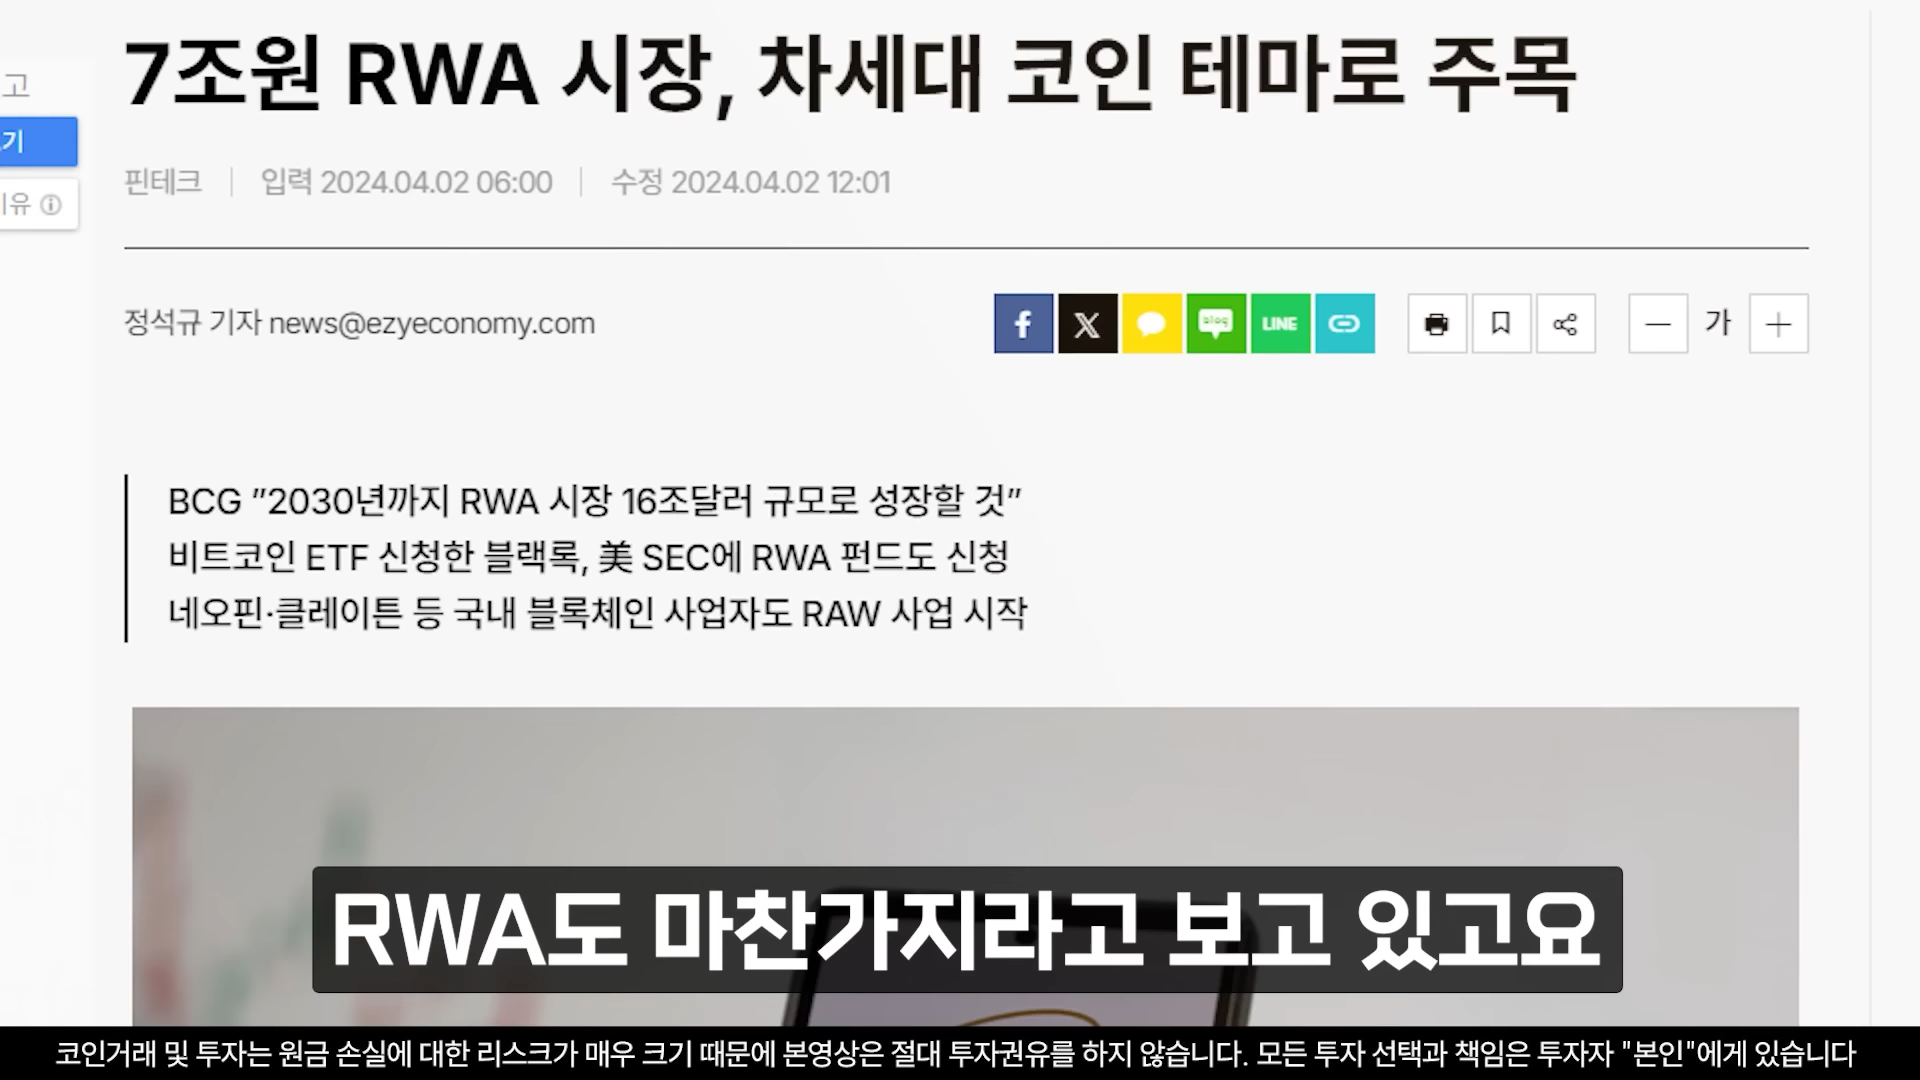 7조원 RWA 시장, 차세대 코인 테마로 주목
고
기
핀테크 | 입력 2024.04.02 06:00 | 수정 2024.04.02 12:01
유
정석규 기자 news@ezyeconomy.com
f X blog LINE
가
BCG "2030년까지 RWA 시장 16조달러 규모로 성장할 것"
비트코인 ETF 신청한 블랙록, 美 SEC에 RWA 펀드도 신청
네오핀·클레이튼 등 국내 블록체인 사업자도 RAW 사업 시작
RWA도 마찬가지라고 보고 있고요
코인거래 및 투자는 원금 손실에 대한 리스크가 매우 크기 때문에 본영상은 절대 투자권유를 하지 않습니다. 모든 투자 선택과 책임은 투자자 "본인"에게 있습니다